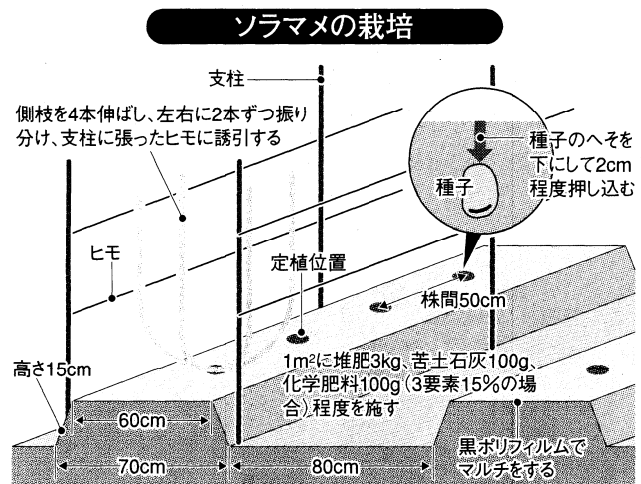 ソラマメの栽培
支柱
側枝を4本伸ばし、左右に2本ずつ振り
分け、支柱に張ったヒモに誘引する
種子のへそを
下にして2cm
程度押し込む
種子
ヒモ
定植位置
株間50cm
高さ15cm
1m²に堆肥3kg、苦土石灰100g、
化学肥料100g(3要素15%の場
合)程度を施す
60cm
黒ポリフィルムで
マルチをする
70cm
80cm